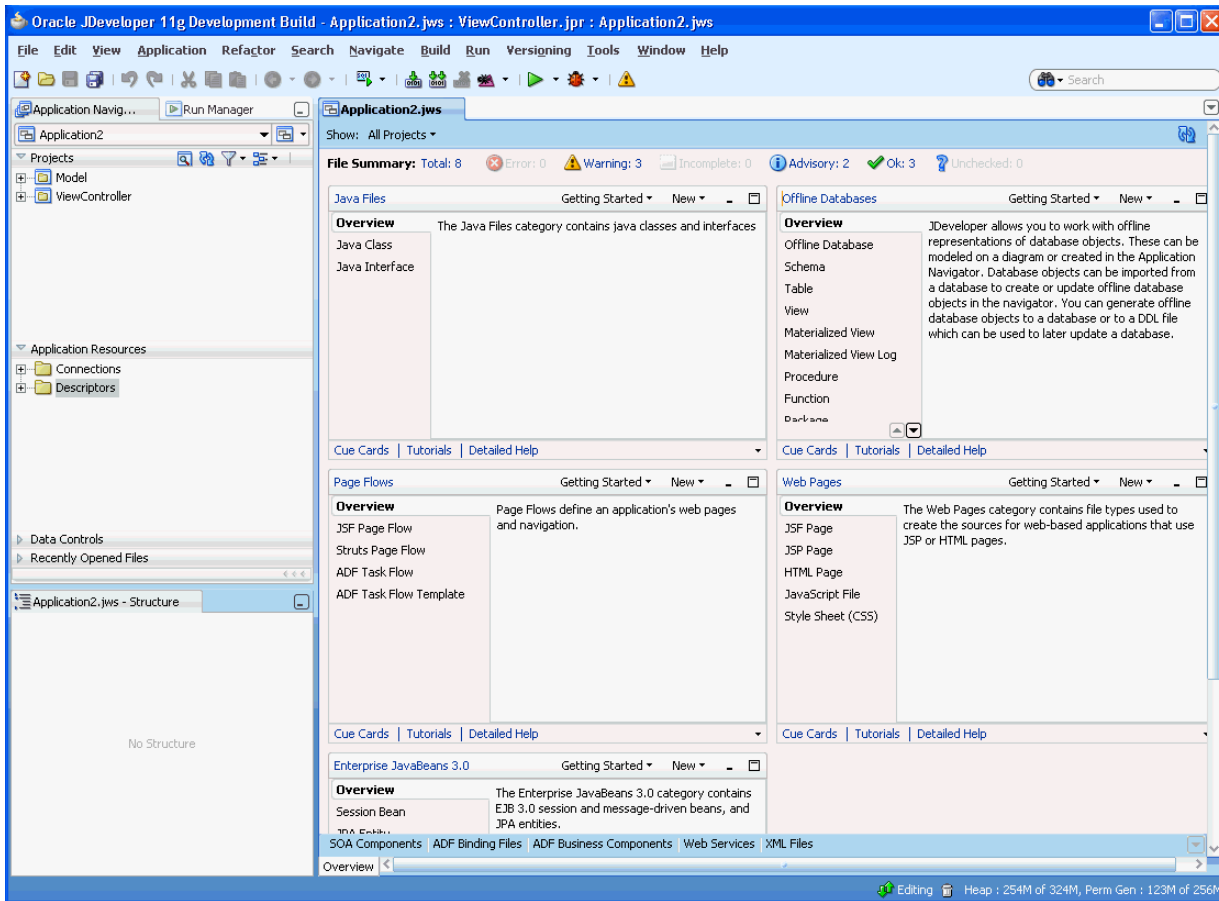 Oracle JDeveloper 11g Development Build - Application2.jws : ViewController.jpr : Application2.jws
File Edit View Application Refactor Search Navigate Build Run Versioning Tools Window Help
Search
Application Navig... Run Manager
Application2
Projects
Model
ViewController
Application Resources
Connections
Descriptors
Data Controls
Recently Opened Files
Application2.jws - Structure
No Structure
Application2.jws
Show: All Projects
File Summary: Total: 8 Error: 0 Warning: 3 Incomplete: 0 Advisory: 2 Ok: 3 Unchecked: 0
Java Files Getting Started New
Overview
Java Class
Java Interface
The Java Files category contains java classes and interfaces
Cue Cards | Tutorials | Detailed Help
Offline Databases Getting Started New
Overview
Offline Database
Schema
Table
View
Materialized View
Materialized View Log
Procedure
Function
Package
JDeveloper allows you to work with offline
representations of database objects. These can be
modeled on a diagram or created in the Application
Navigator. Database objects can be imported from
a database to create or update offline database
objects in the navigator. You can generate offline
database objects to a database or to a DDL file
which can be used to later update a database.
Cue Cards | Tutorials | Detailed Help
Page Flows Getting Started New
Overview
JSF Page Flow
Struts Page Flow
ADF Task Flow
ADF Task Flow Template
Page Flows define an application's web pages
and navigation.
Cue Cards | Tutorials | Detailed Help
Web Pages Getting Started New
Overview
JSF Page
JSP Page
HTML Page
JavaScript File
Style Sheet (CSS)
The Web Pages category contains file types used to
create the sources for web-based applications that use
JSP or HTML pages.
Cue Cards | Tutorials | Detailed Help
Enterprise JavaBeans 3.0 Getting Started New
Overview
Session Bean
JPA Entity
The Enterprise JavaBeans 3.0 category contains
EJB 3.0 session and message-driven beans, and
JPA entities.
SOA Components | ADF Binding Files | ADF Business Components | Web Services | XML Files
Overview
Editing Heap : 254M of 324M, Perm Gen : 123M of 256M